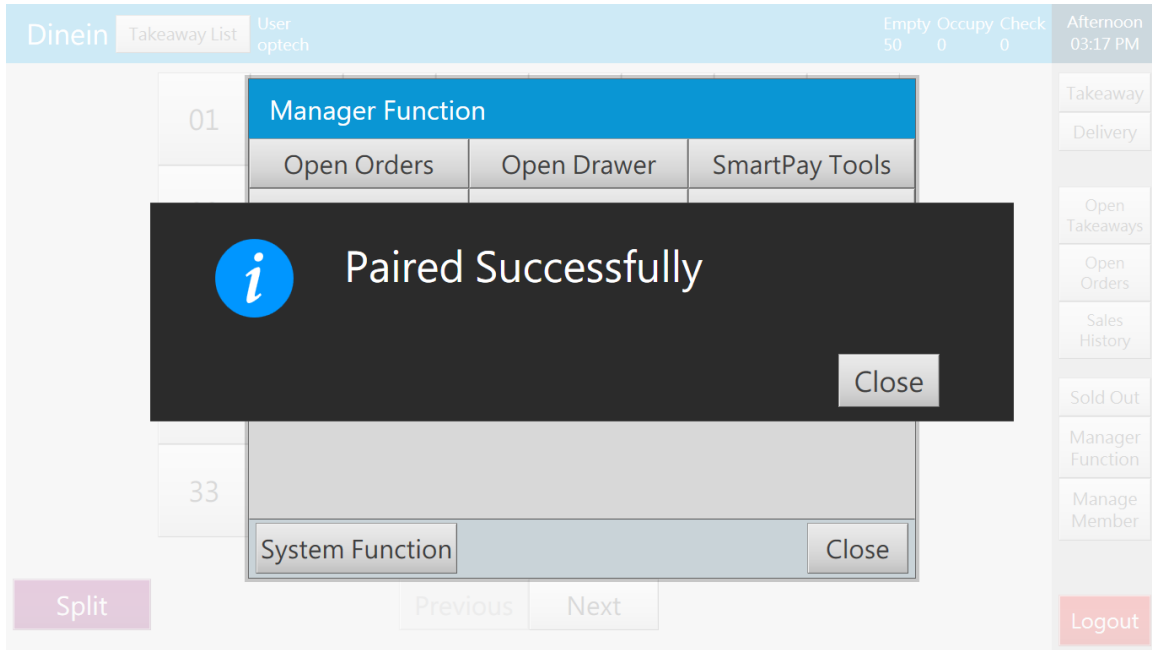 Dinein
Takeaway List
User
optech
Empty Occupy Check
50 0 0
Afternoon
03:17 PM
01
33
Manager Function
Open Orders
Open Drawer
SmartPay Tools
Paired Successfully
Close
System Function
Close
Split
Previous
Next
Takeaway
Delivery
Open
Takeaways
Open
Orders
Sales
History
Sold Out
Manager
Function
Manage
Member
Logout